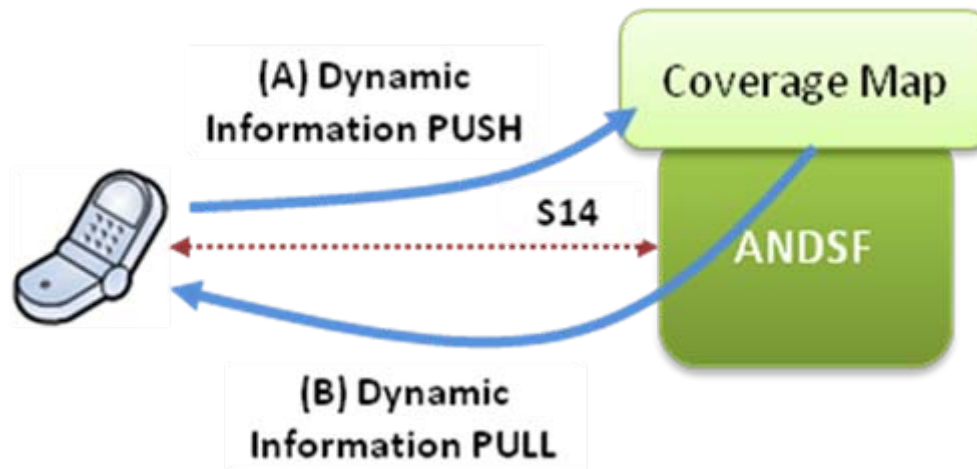 (A) Dynamic
Information PUSH
Coverage Map
S14
ANDSF
(B) Dynamic
Information PULL